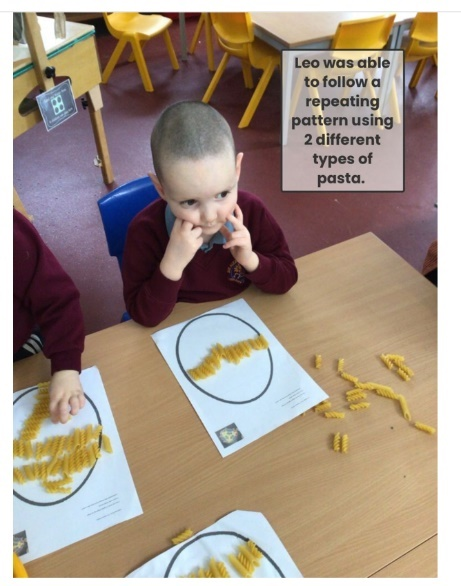 Leo was able
to follow a
repeating
pattern using
2 different
types of
pasta.